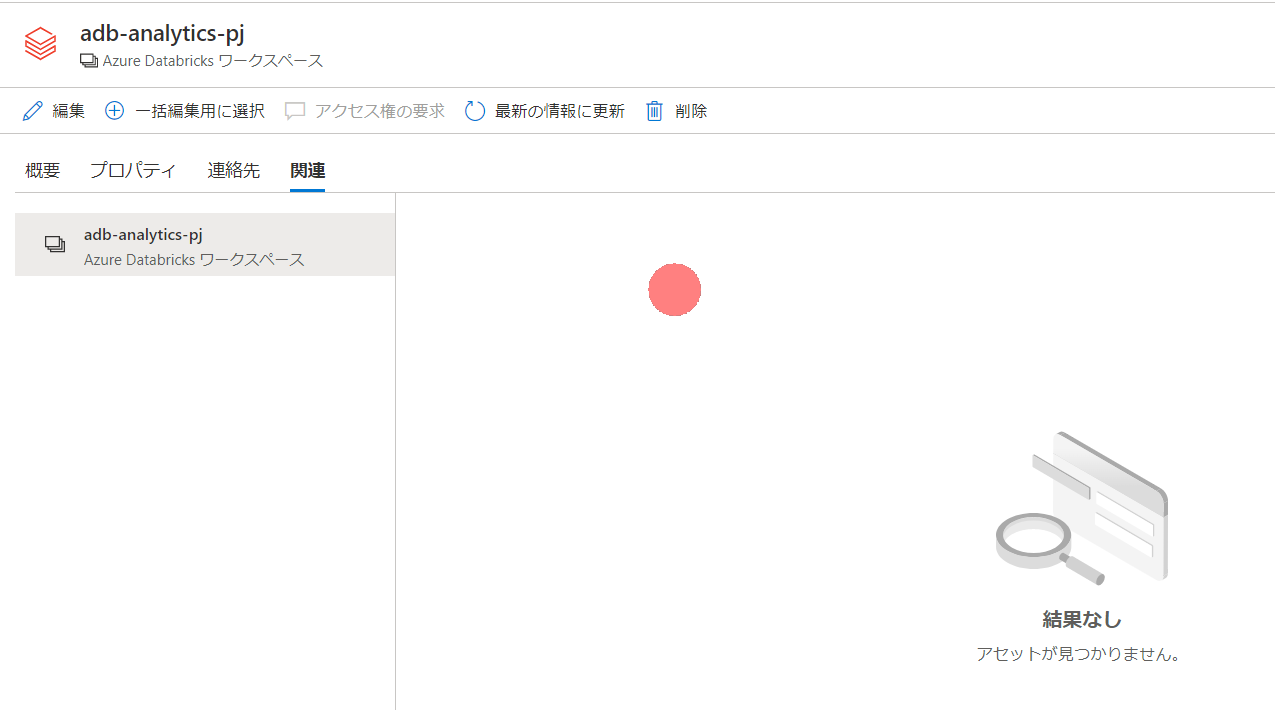 adb-analytics-pj
Azure Databricks ワークスペース
編集 一括編集用に選択 アクセス権の要求 最新の情報に更新 削除
概要 プロパティ 連絡先 関連
adb-analytics-pj
Azure Databricks ワークスペース
結果なし
アセットが見つかりません。